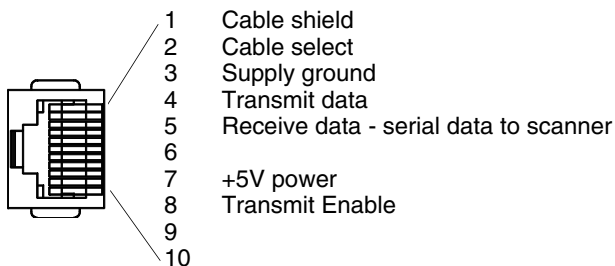 1 Cable shield
2 Cable select
3 Supply ground
4 Transmit data
5 Receive data - serial data to scanner
6
7 +5V power
8 Transmit Enable
9
10